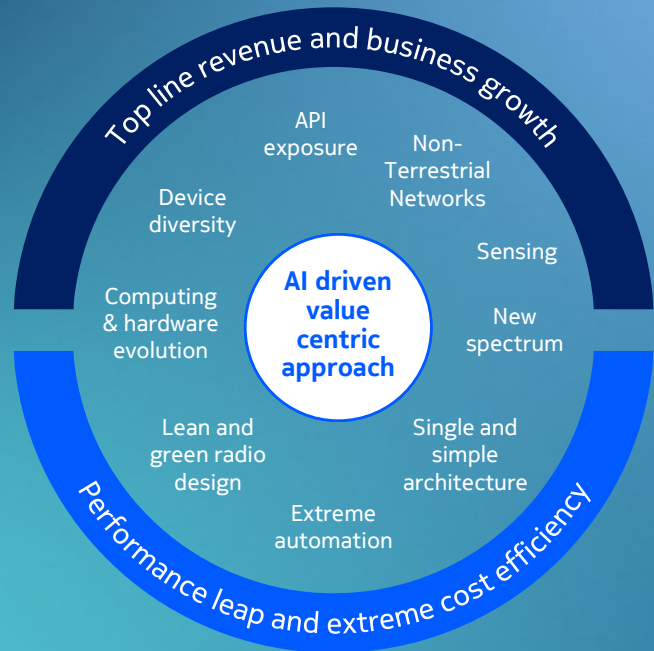 Top line revenue and business growth
API
exposure
Non-
Terrestrial
Networks
Device
diversity
Sensing
AI driven
value
centric
approach
Computing
& hardware
evolution
New
spectrum
Lean and
green radio
design
Single and
simple
architecture
Extreme
automation
Performance leap and extreme cost efficiency